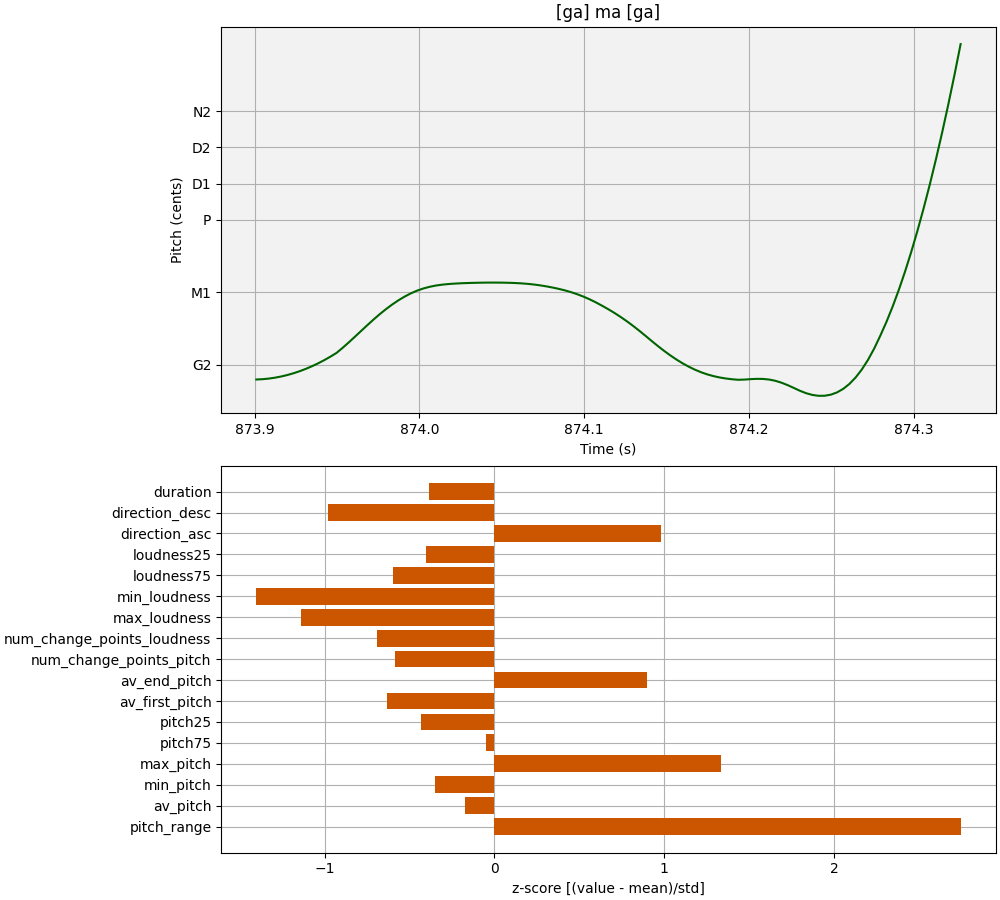 [ga] ma [ga]
Pitch (cents)
N2
D2
D1
P
M1
G2
873.9 874.0 874.1 874.2 874.3
Time (s)
duration
direction_desc
direction_asc
loudness25
loudness75
min_loudness
max_loudness
num_change_points_loudness
num_change_points_pitch
av_end_pitch
av_first_pitch
pitch25
pitch75
max_pitch
min_pitch
av_pitch
pitch_range
−1 0 1 2
z-score [(value - mean)/std]